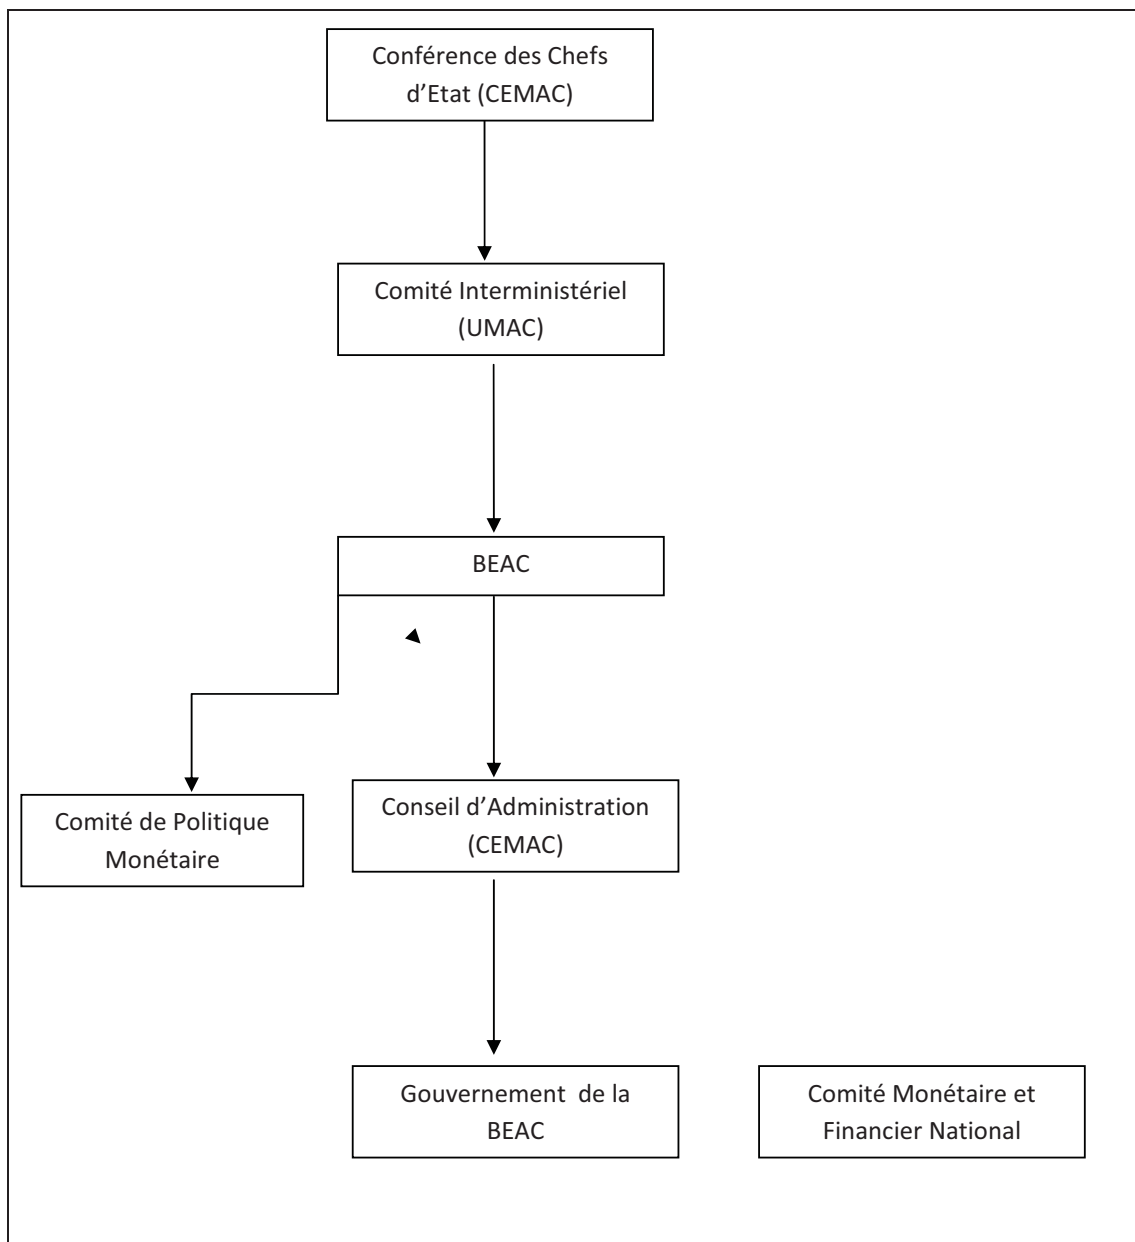 Conférence des Chefs
d’Etat (CEMAC)
Comité Interministériel
(UMAC)
BEAC
Comité de Politique
Monétaire
Conseil d’Administration
(CEMAC)
Gouvernement de la
BEAC
Comité Monétaire et
Financier National